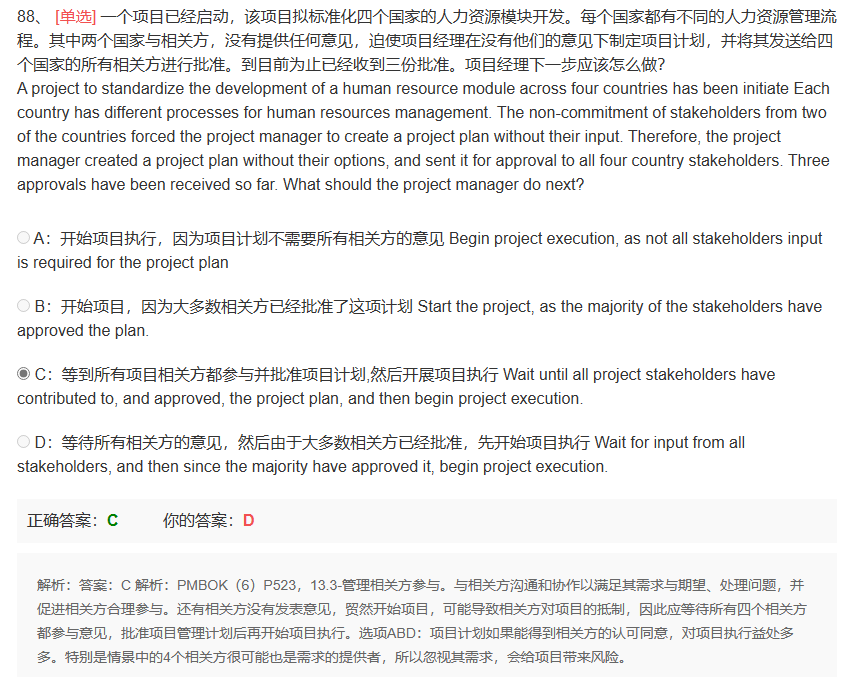 88、 [单选] 一个项目已经启动，该项目拟标准化四个国家的人力资源模块开发。每个国家都有不同的人力资源管理流
程。其中两个国家与相关方，没有提供任何意见，迫使项目经理在没有他们的意见下制定项目计划，并将其发送给四
个国家的所有相关方进行批准。到目前为止已经收到三份批准。项目经理下一步应该怎么做？
A project to standardize the development of a human resource module across four countries has been initiate Each
country has different processes for human resources management. The non-commitment of stakeholders from two
of the countries forced the project manager to create a project plan without their input. Therefore, the project
manager created a project plan without their options, and sent it for approval to all four country stakeholders. Three
approvals have been received so far. What should the project manager do next?
A：开始项目执行，因为项目计划不需要所有相关方的意见 Begin project execution, as not all stakeholders input
is required for the project plan
B：开始项目，因为大多数相关方已经批准了这项计划 Start the project, as the majority of the stakeholders have
approved the plan.
C：等到所有项目相关方都参与并批准项目计划,然后开展项目执行 Wait until all project stakeholders have
contributed to, and approved, the project plan, and then begin project execution.
D：等待所有相关方的意见，然后由于大多数相关方已经批准，先开始项目执行 Wait for input from all
stakeholders, and then since the majority have approved it, begin project execution.
正确答案：C 你的答案：D
解析：答案：C 解析：PMBOK（6）P523，13.3-管理相关方参与。与相关方沟通和协作以满足其需求与期望、处理问题，并
促进相关方合理参与。还有相关方没有发表意见，贸然开始项目，可能导致相关方对项目的抵制，因此应等待所有四个相关方
都参与意见，批准项目管理计划后再开始项目执行。选项ABD：项目计划如果能得到相关方的认可同意，对项目执行益处多
多。特别是情景中的4个相关方很可能也是需求的提供者，所以忽视其需求，会给项目带来风险。